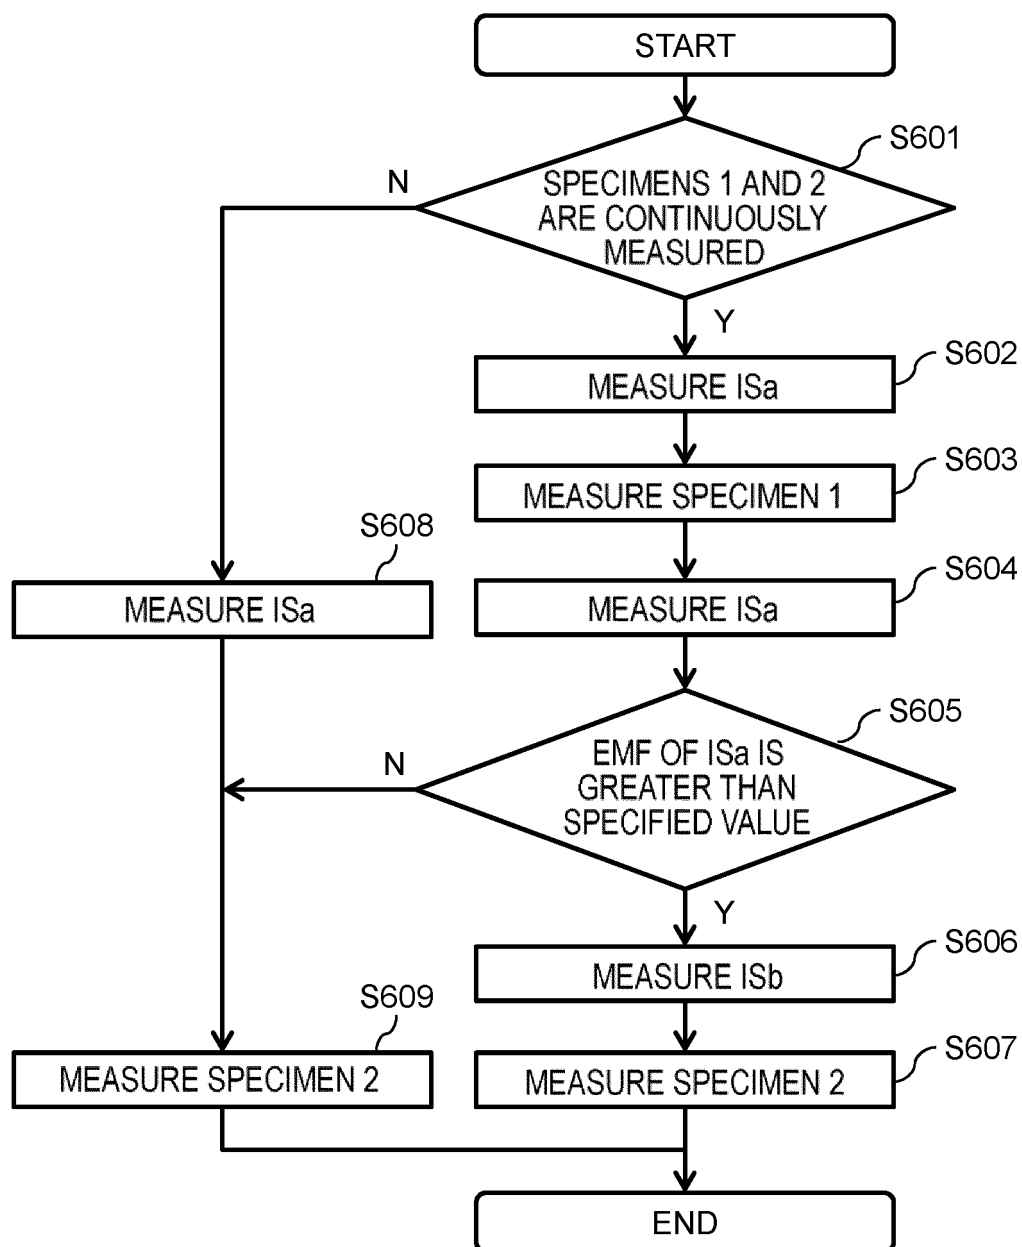 START
S601
N
SPECIMENS 1 AND 2
ARE CONTINUOUSLY
MEASURED
Y
S602
MEASURE ISa
S603
MEASURE SPECIMEN 1
S608
MEASURE ISa
S604
MEASURE ISa
S605
N
EMF OF ISa IS
GREATER THAN
SPECIFIED VALUE
Y
S606
MEASURE ISb
S609
MEASURE SPECIMEN 2
S607
MEASURE SPECIMEN 2
END